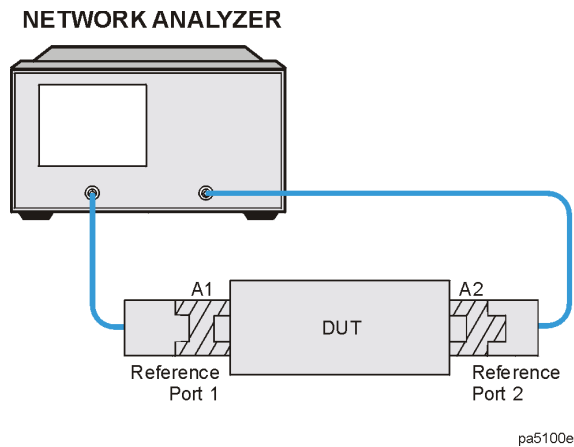 NETWORK ANALYZER
A1
A2
DUT
Reference
Port 1
Reference
Port 2
pa5100e